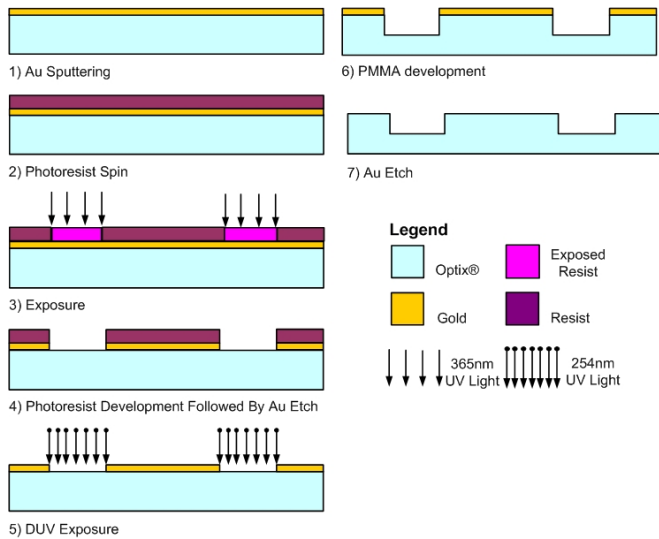 1) Au Sputtering
2) Photoresist Spin
3) Exposure
4) Photoresist Development Followed By Au Etch
5) DUV Exposure
6) PMMA development
7) Au Etch
Legend
Optix®
Exposed
Resist
Gold
Resist
365nm
UV Light
254nm
UV Light